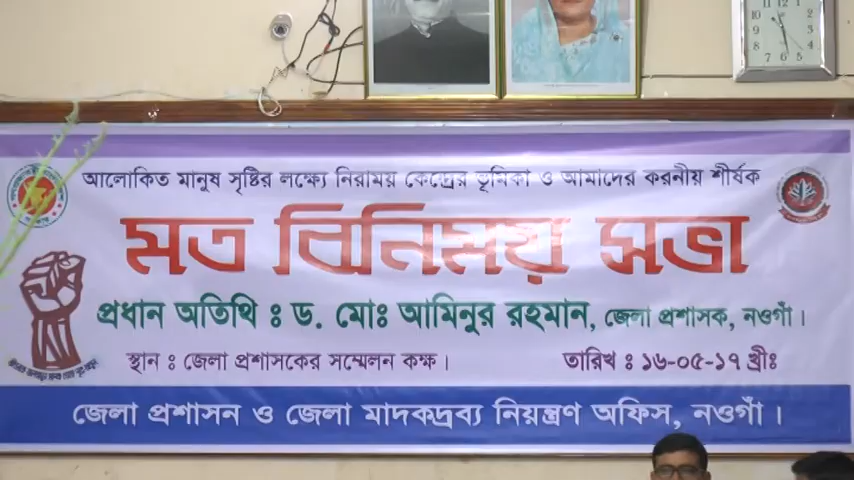 আলোকিত মানুষ সৃষ্টির লক্ষ্যে নিরাময় কেন্দ্রের ভূমিকা ও আমাদের করনীয় শীর্ষক
মত বিনিময় সভা
প্রধান অতিথি ঃ ড. মোঃ আমিনুর রহমান, জেলা প্রশাসক, নওগাঁ।
স্থান ঃ জেলা প্রশাসকের সম্মেলন কক্ষ।
তারিখ ঃ ১৬-০৫-১৭ খ্রীঃ
জেলা প্রশাসন ও জেলা মাদকদ্রব্য নিয়ন্ত্রণ অফিস, নওগাঁ।